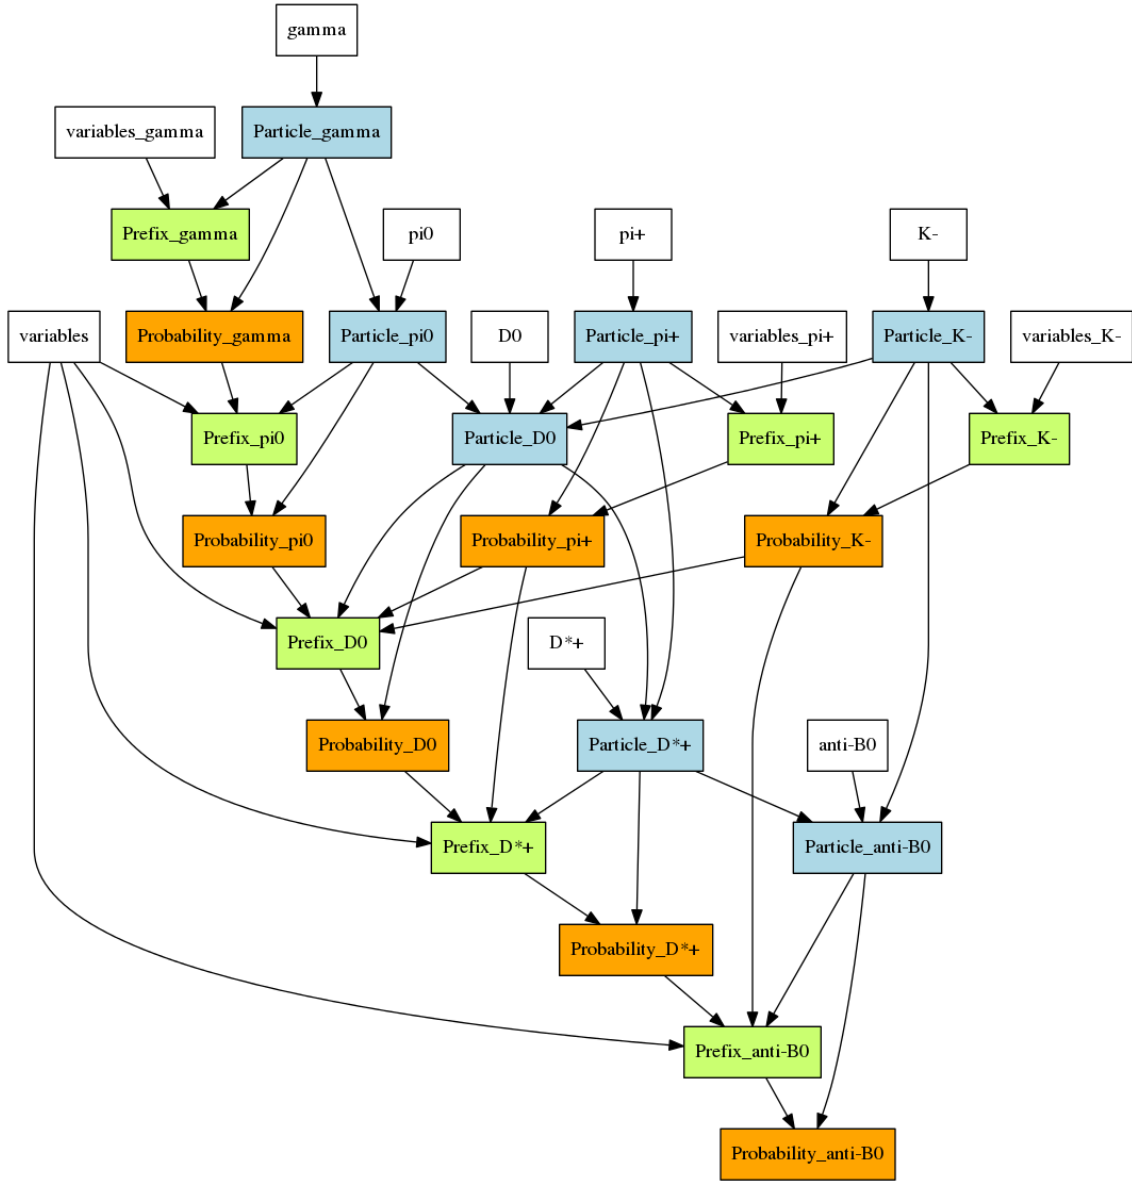 gamma
variables_gamma
Particle_gamma
Prefix_gamma
pi0
pi+
K-
variables
Probability_gamma
Particle_pi0
D0
Particle_pi+
variables_pi+
Particle_K-
variables_K-
Prefix_pi0
Particle_D0
Prefix_pi+
Prefix_K-
Probability_pi0
Probability_pi+
Probability_K-
Prefix_D0
D*+
Probability_D0
Particle_D*+
anti-B0
Prefix_D*+
Particle_anti-B0
Probability_D*+
Prefix_anti-B0
Probability_anti-B0